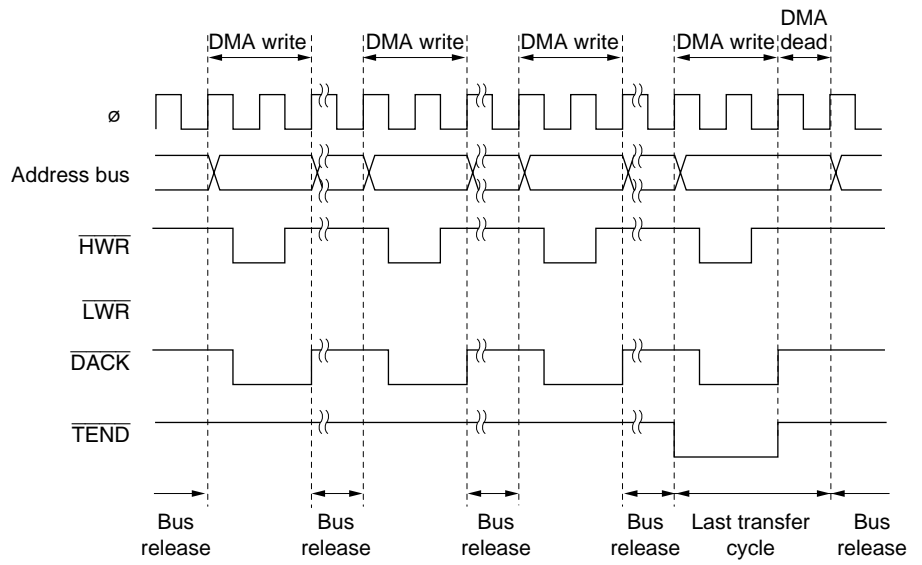 DMA
DMA write DMA write DMA write DMA write dead
ø
Address bus
HWR
LWR
DACK
TEND
Bus release
Bus release
Bus release
Bus release
Last transfer cycle
Bus release